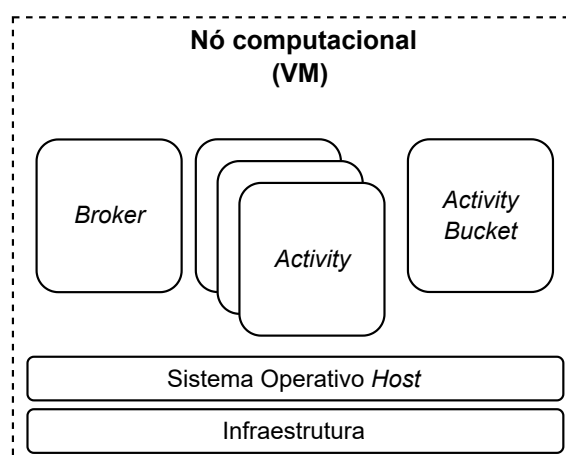 Nó computacional
(VM)
Broker
Activity
Activity
Bucket
Sistema Operativo Host
Infraestrutura